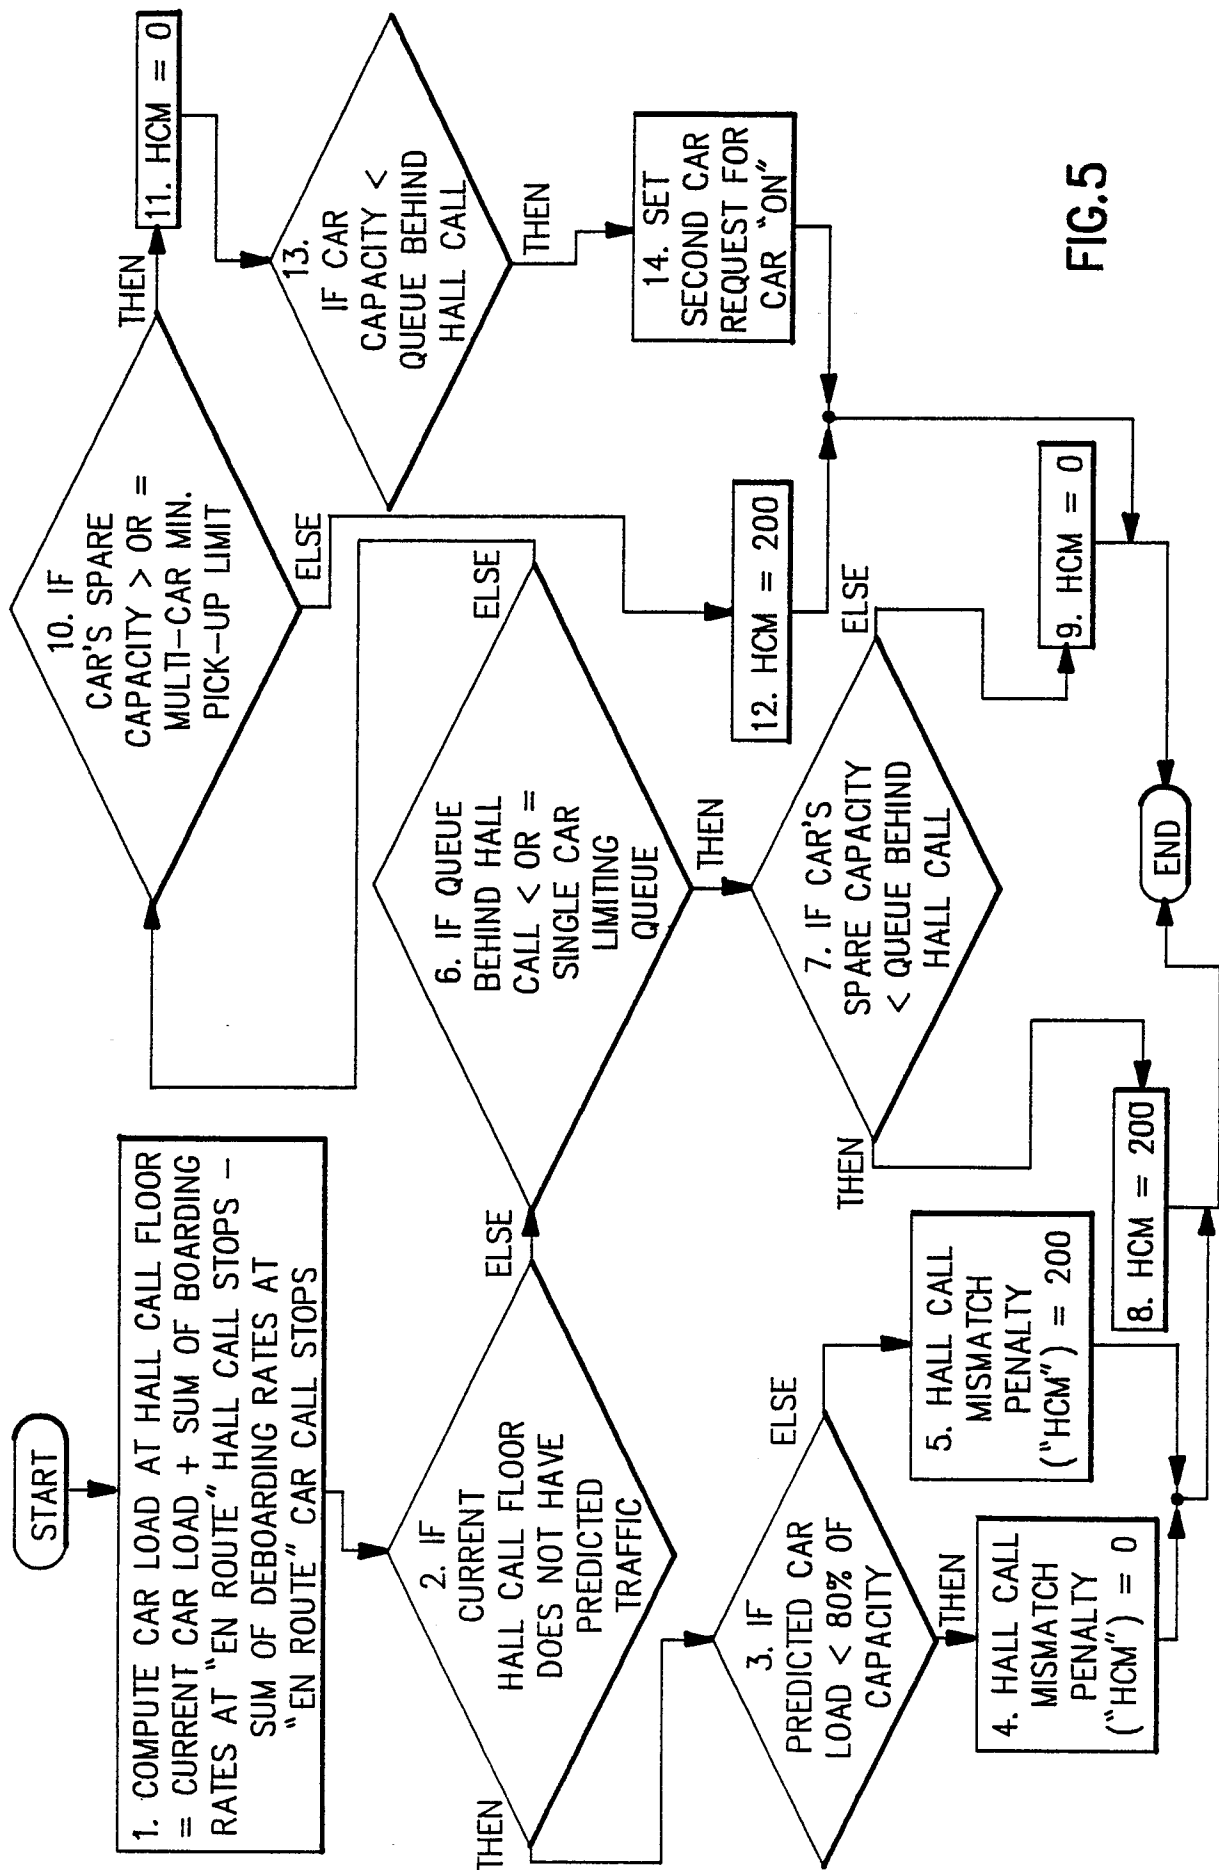 START
1. COMPUTE CAR LOAD AT HALL CALL FLOOR
= CURRENT CAR LOAD + SUM OF BOARDING
RATES AT "EN ROUTE" HALL CALL STOPS –
SUM OF DEBOARDING RATES AT
"EN ROUTE" CAR CALL STOPS
2. IF
CURRENT
HALL CALL FLOOR
DOES NOT HAVE
PREDICTED
TRAFFIC
THEN
ELSE
3. IF
PREDICTED CAR
LOAD < 80% OF
CAPACITY
THEN
ELSE
4. HALL CALL
MISMATCH
PENALTY
("HCM") = 0
5. HALL CALL
MISMATCH
PENALTY
("HCM") = 200
6. IF QUEUE
BEHIND HALL
CALL < OR =
SINGLE CAR
LIMITING
QUEUE
THEN
ELSE
7. IF CAR'S
SPARE CAPACITY
< QUEUE BEHIND
HALL CALL
THEN
ELSE
8. HCM = 200
9. HCM = 0
10. IF
CAR'S SPARE
CAPACITY > OR =
MULTI-CAR MIN.
PICK-UP LIMIT
THEN
ELSE
11. HCM = 0
12. HCM = 200
13.
IF CAR
CAPACITY <
QUEUE BEHIND
HALL CALL
THEN
14. SET
SECOND CAR
REQUEST FOR
CAR "ON"
END
FIG.5